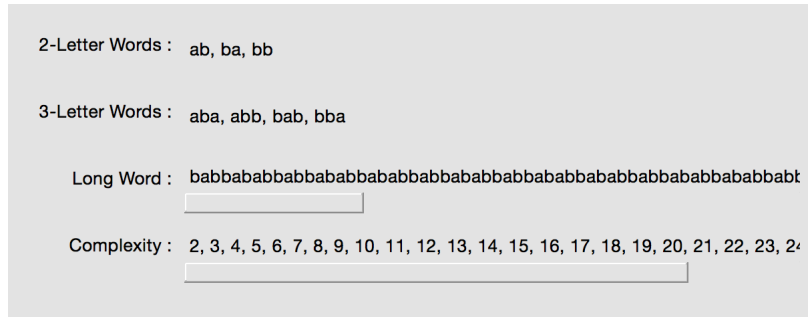 2-Letter Words : ab, ba, bb
3-Letter Words : aba, abb, bab, bba
Long Word : babbababbabbababbababbabbababbabbababbababbabbababbababbabb
Complexity : 2, 3, 4, 5, 6, 7, 8, 9, 10, 11, 12, 13, 14, 15, 16, 17, 18, 19, 20, 21, 22, 23, 24